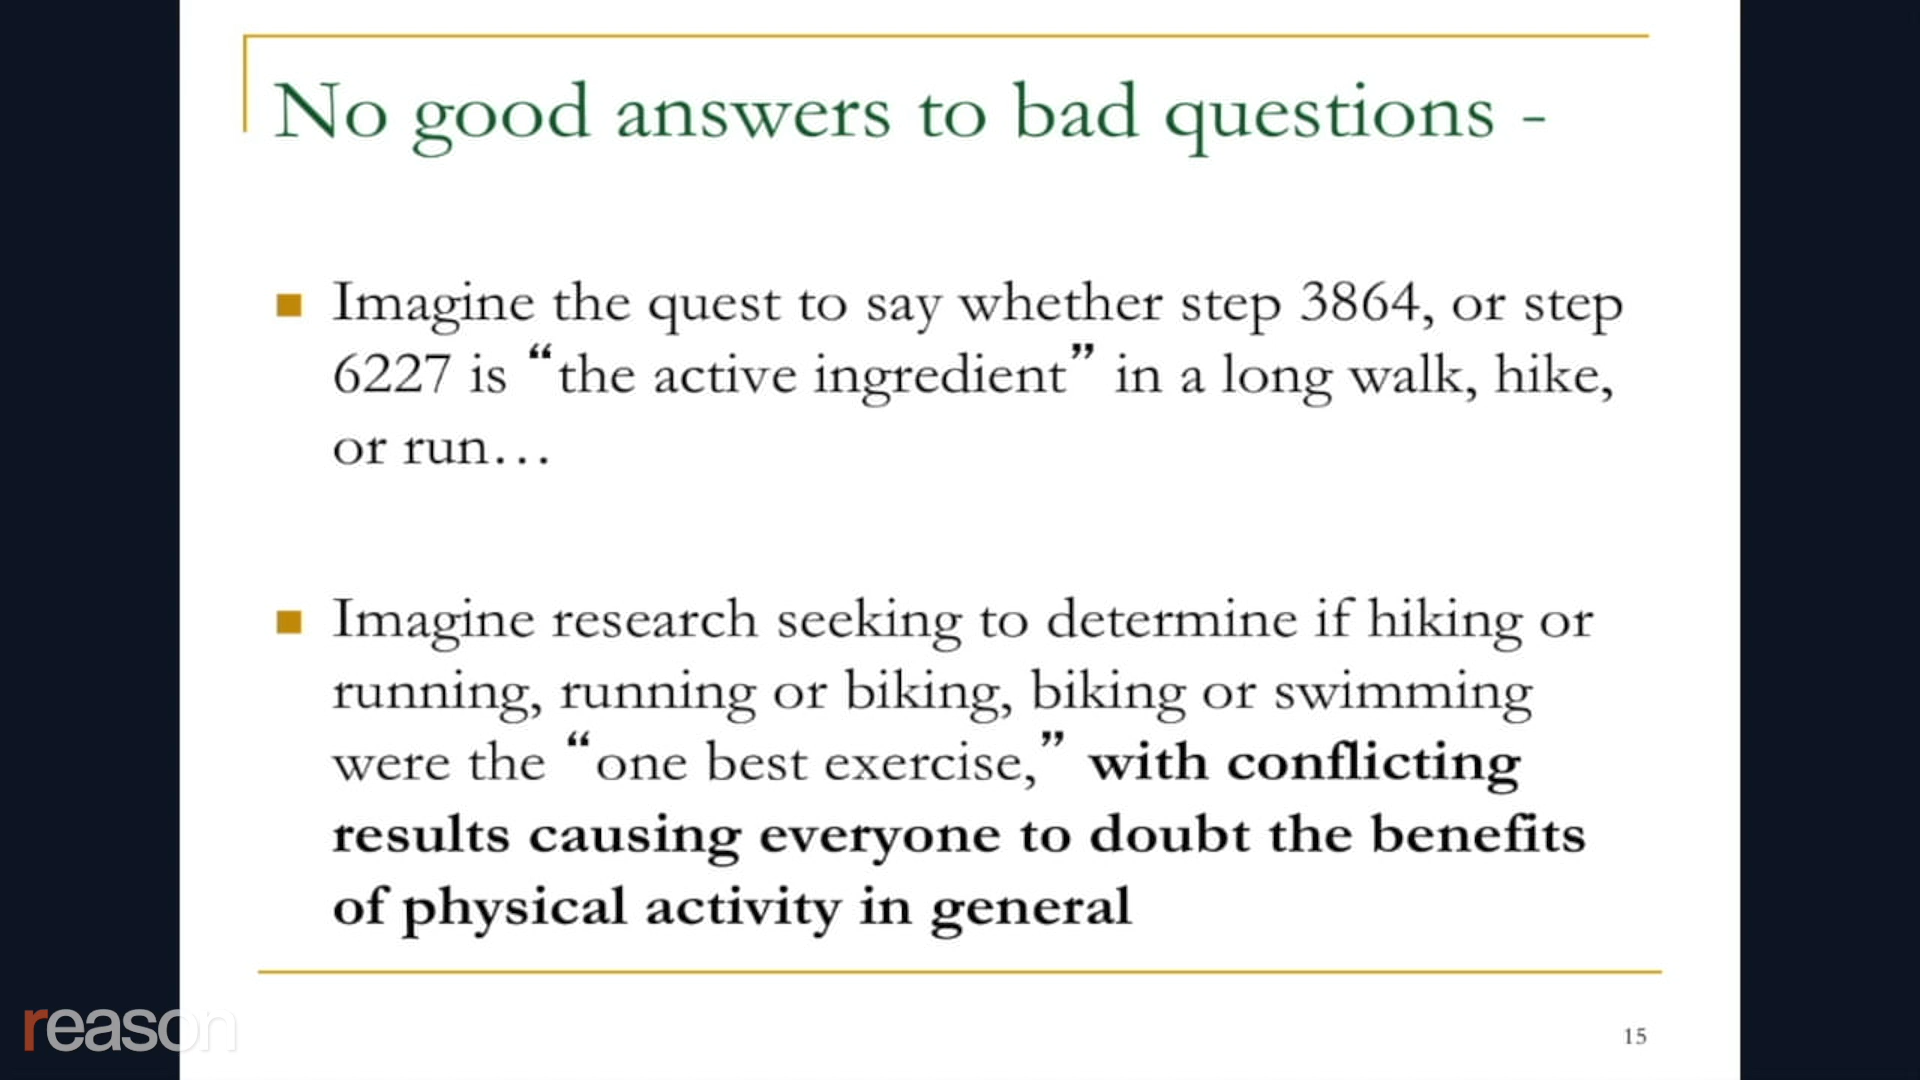 No good answers to bad questions -
Imagine the quest to say whether step 3864, or step
6227 is “the active ingredient” in a long walk, hike,
or run…
Imagine research seeking to determine if hiking or
running, running or biking, biking or swimming
were the “one best exercise,” with conflicting
results causing everyone to doubt the benefits
of physical activity in general
reason
15